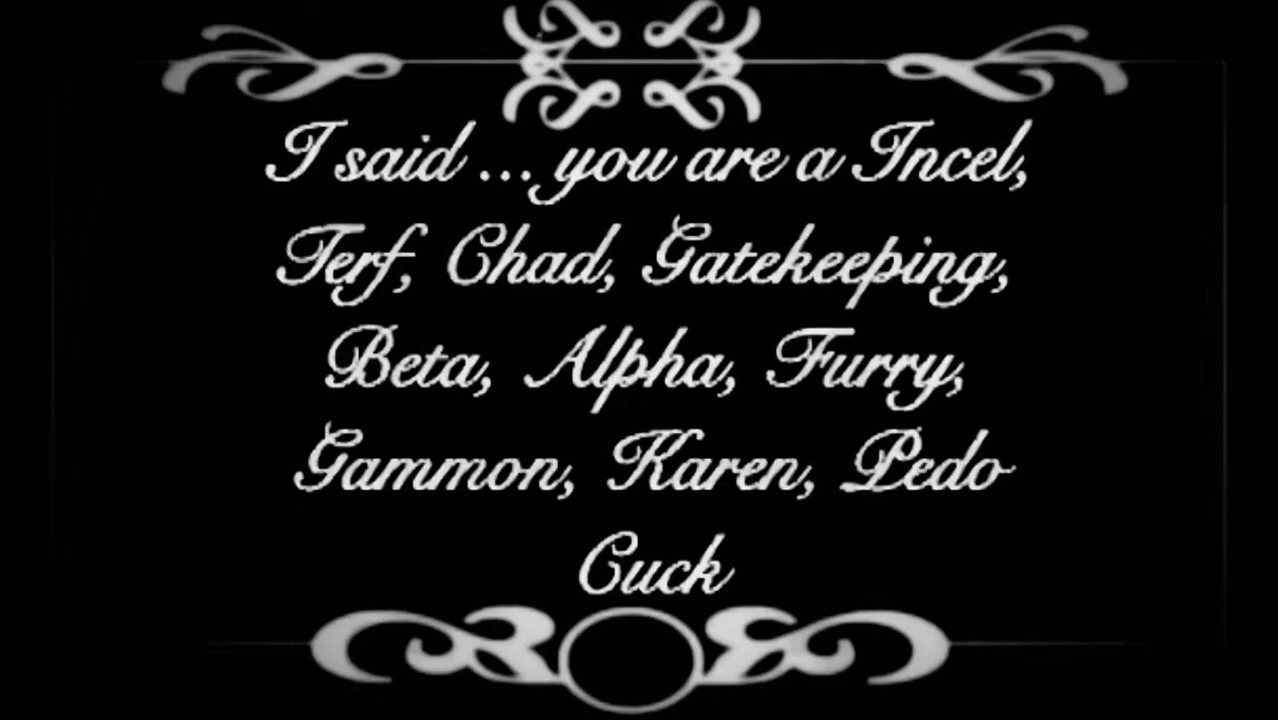 I said ... you are a Incel,
Terf, Chad, Gatekeeping,
Beta, Alpha, Furry,
Gammon, Karen, Pedo
Cuck